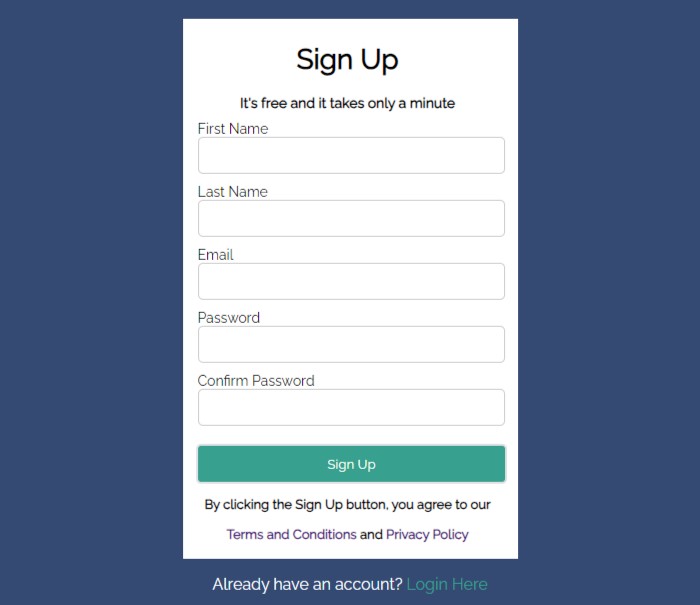 Sign Up
It's free and it takes only a minute
First Name
Last Name
Email
Password
Confirm Password
Sign Up
By clicking the Sign Up button, you agree to our
Terms and Conditions and Privacy Policy
Already have an account? Login Here